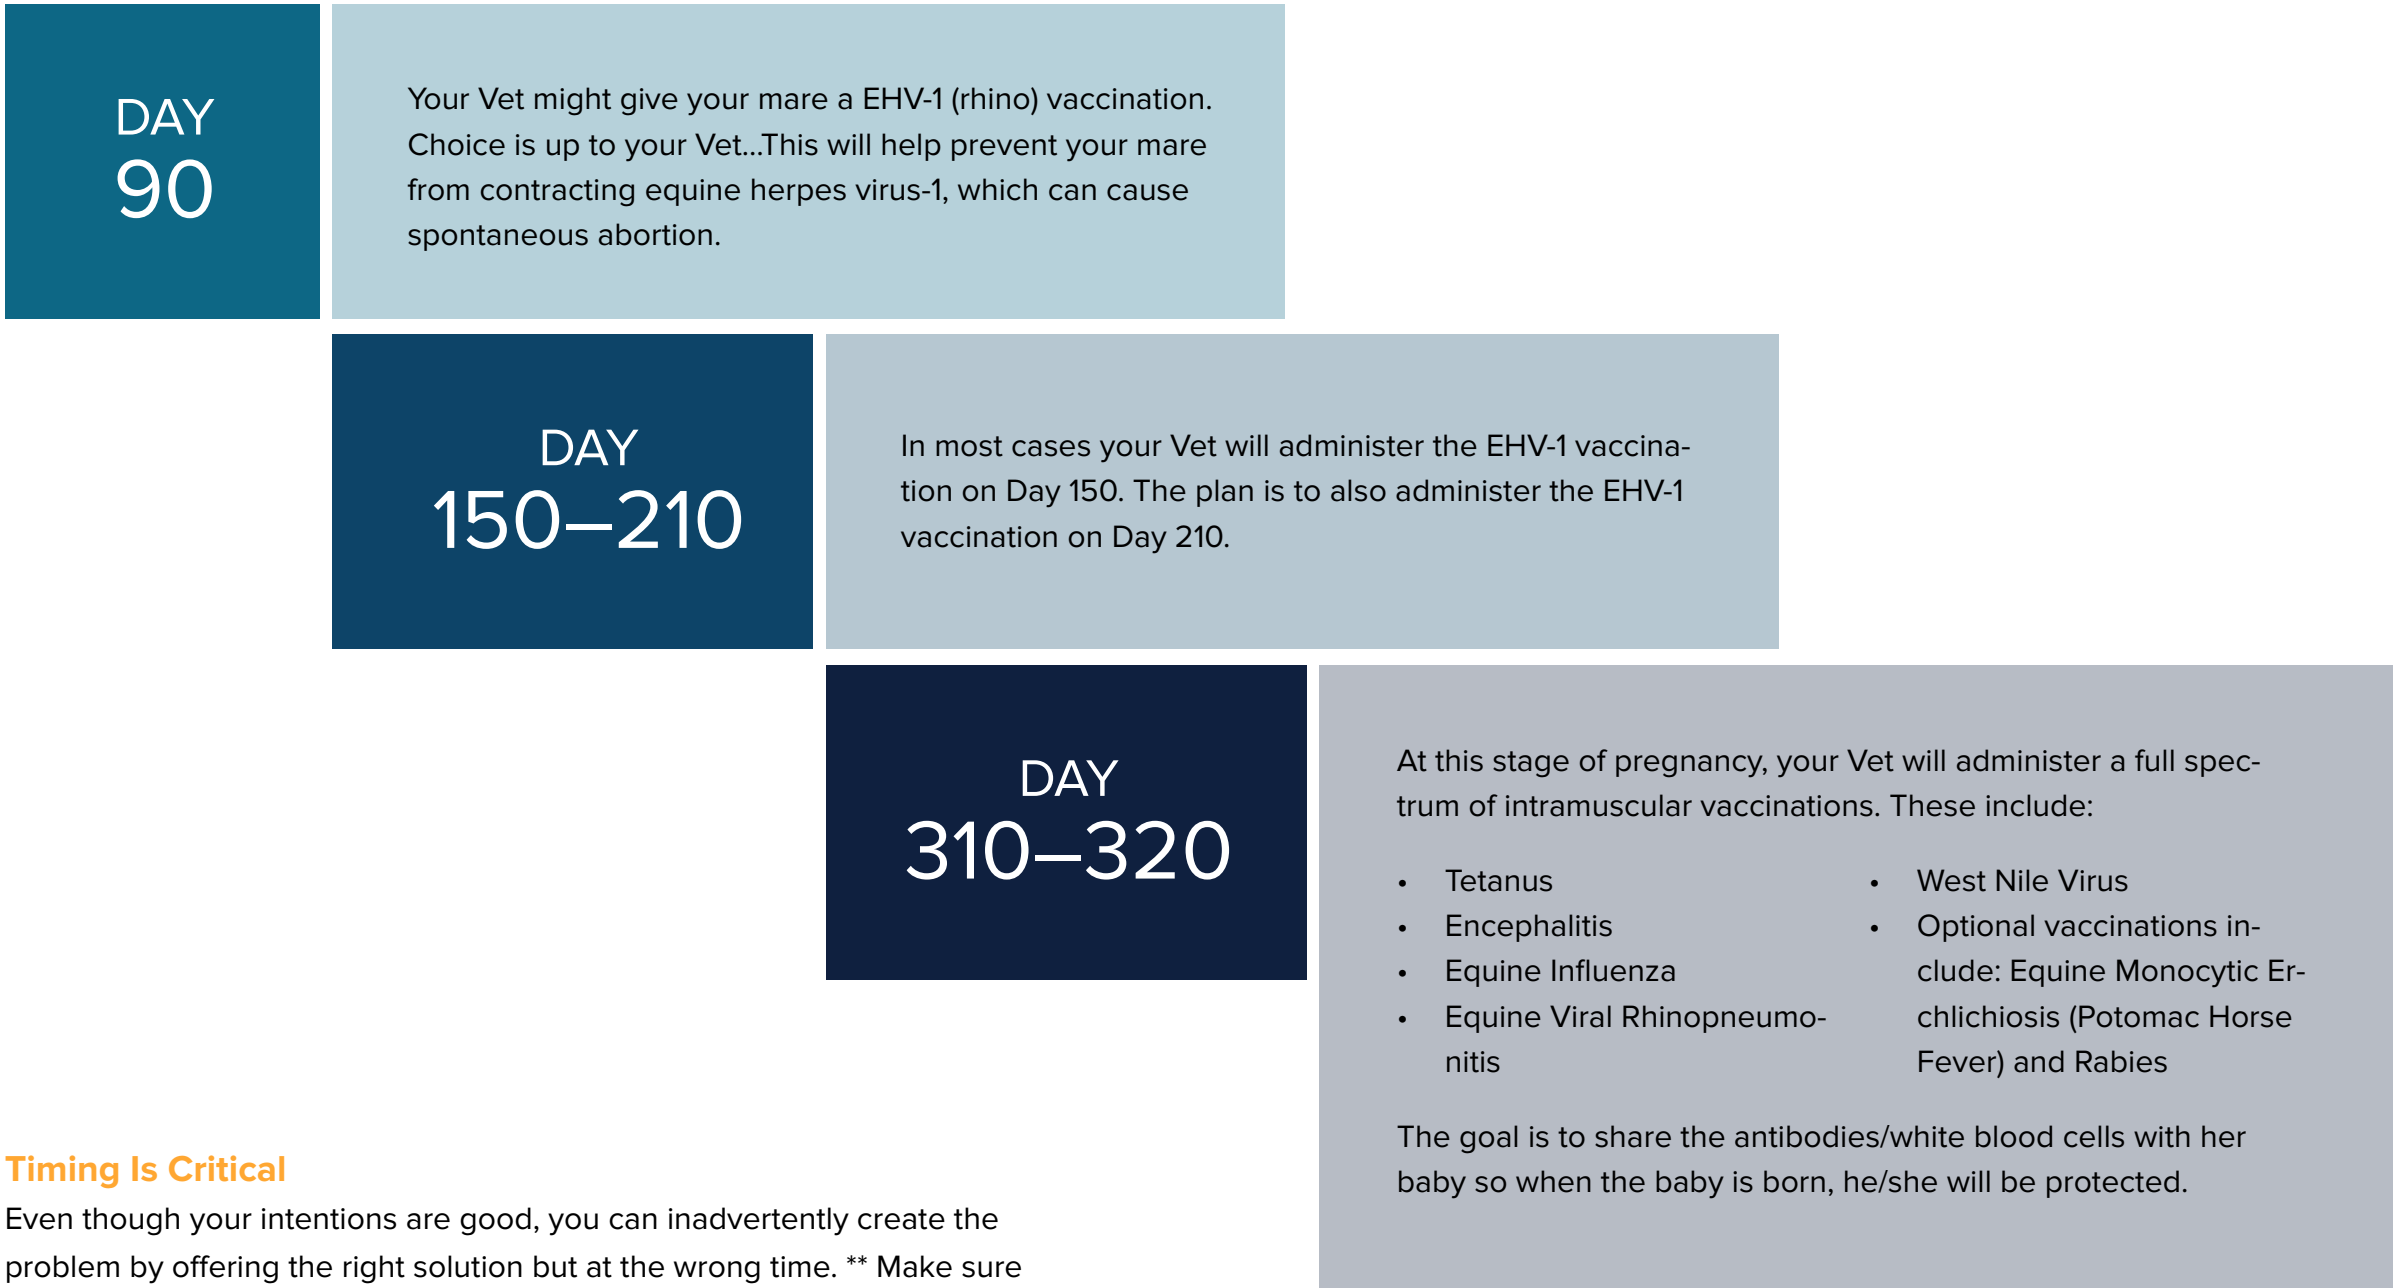 DAY
90
Your Vet might give your mare a EHV-1 (rhino) vaccination.
Choice is up to your Vet...This will help prevent your mare
from contracting equine herpes virus-1, which can cause
spontaneous abortion.
DAY
150–210
In most cases your Vet will administer the EHV-1 vaccina-
tion on Day 150. The plan is to also administer the EHV-1
vaccination on Day 210.
DAY
310–320
At this stage of pregnancy, your Vet will administer a full spec-
trum of intramuscular vaccinations. These include:
• Tetanus
• Encephalitis
• Equine Influenza
• Equine Viral Rhinopneumo-
nitis
• West Nile Virus
• Optional vaccinations in-
clude: Equine Monocytic Er-
chlichiosis (Potomac Horse
Fever) and Rabies
The goal is to share the antibodies/white blood cells with her
baby so when the baby is born, he/she will be protected.
Timing Is Critical
Even though your intentions are good, you can inadvertently create the
problem by offering the right solution but at the wrong time. ** Make sure